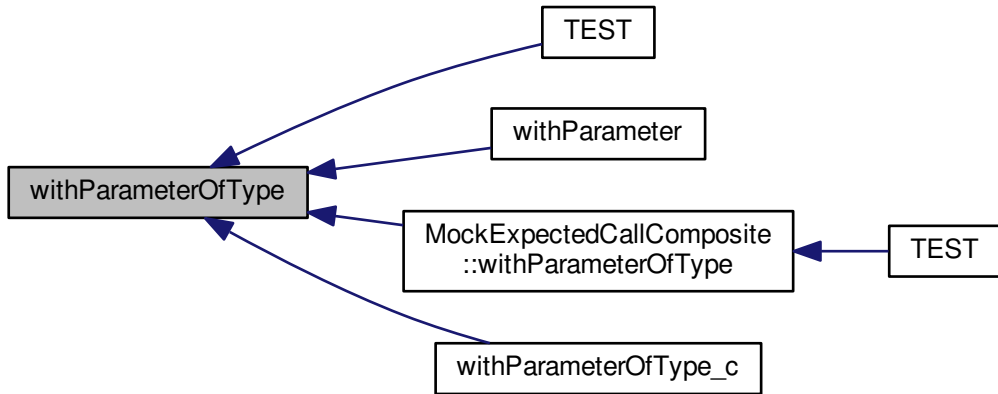 TEST
withParameter
withParameterOfType
MockExpectedCallComposite
::withParameterOfType
TEST
withParameterOfType_c